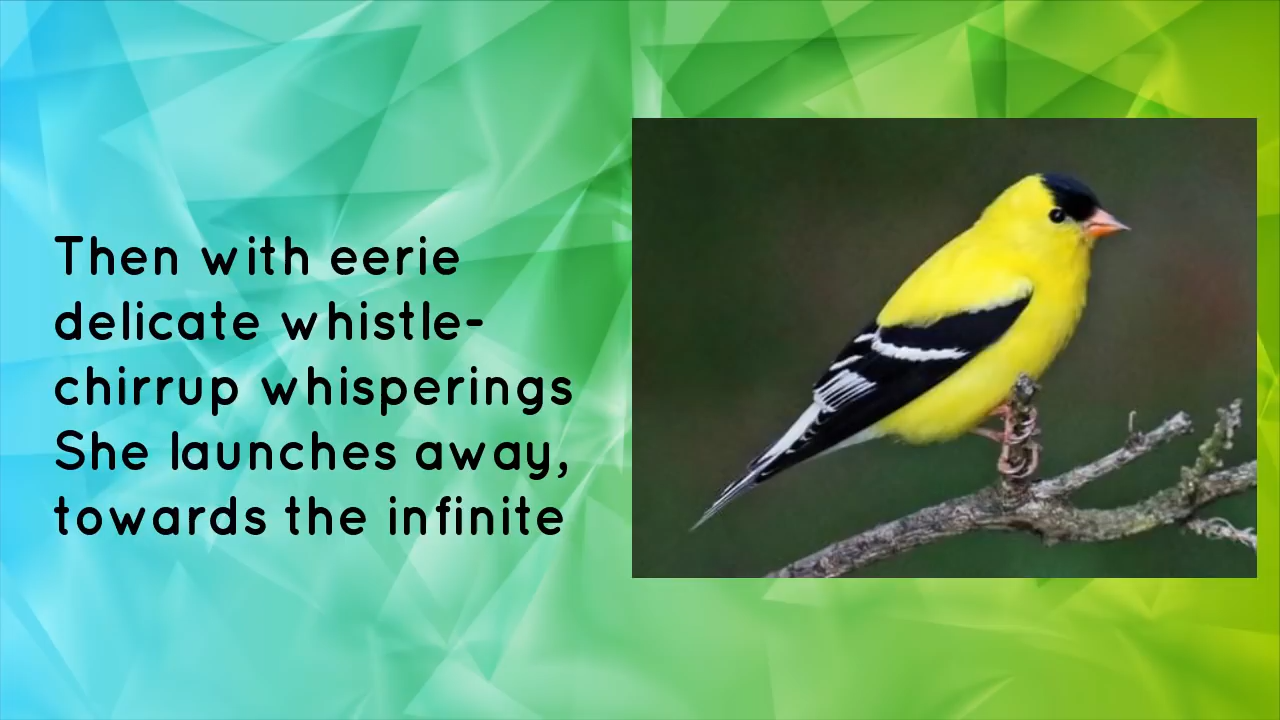 Then with eerie
delicate whistle-
chirrup whisperings
She launches away,
towards the infinite